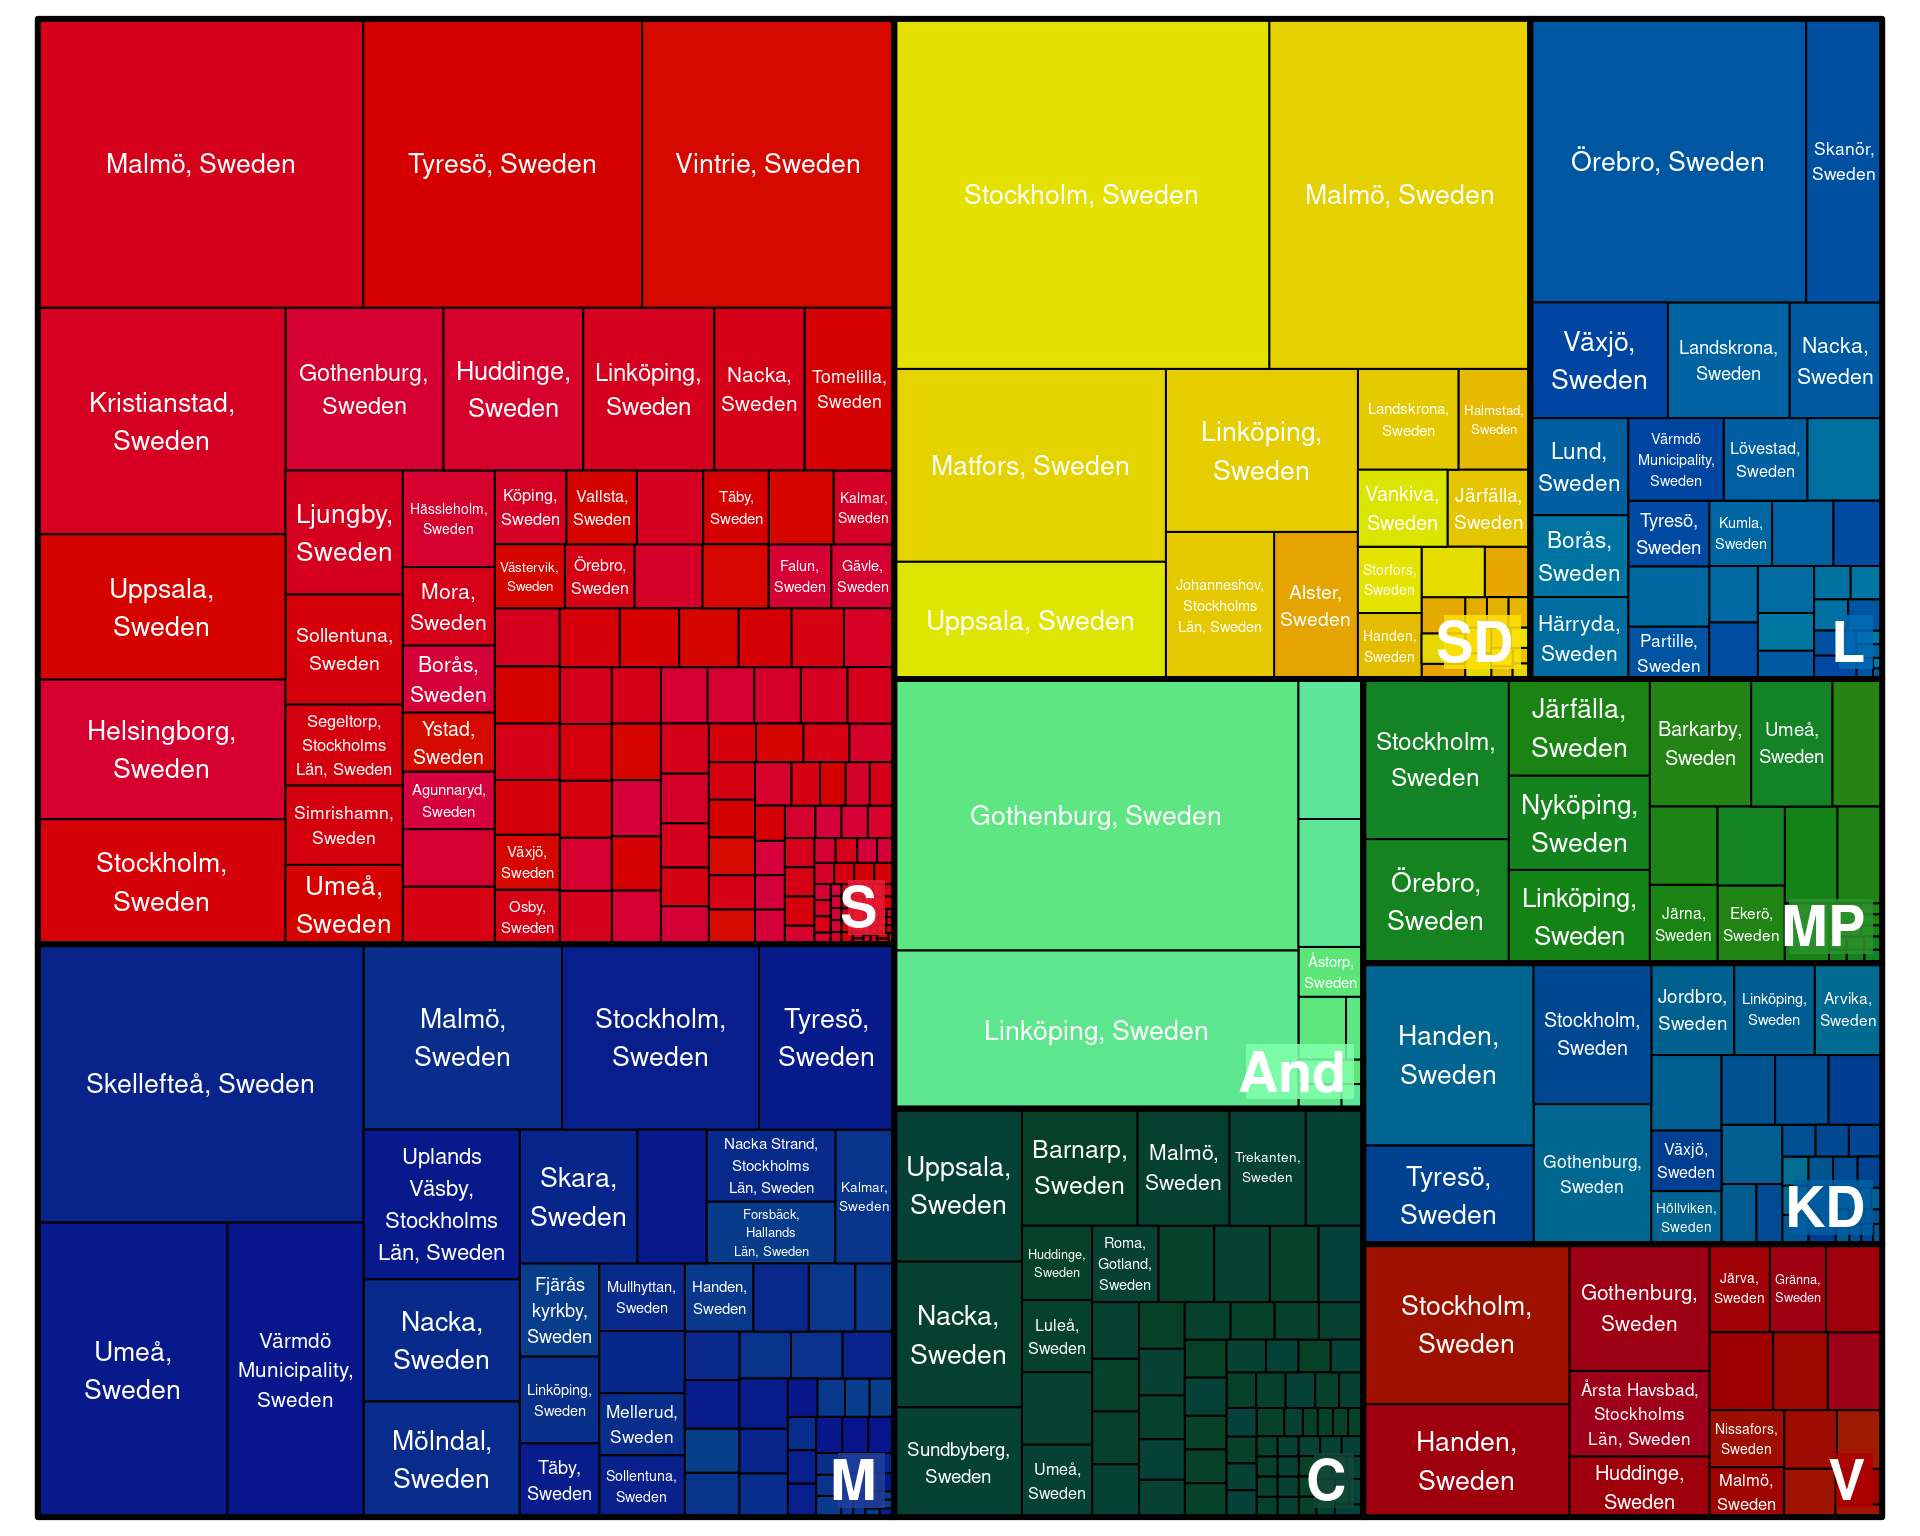 Malmö, Sweden
Tyresö, Sweden
Vintrie, Sweden
Kristianstad,
Sweden
Gothenburg,
Sweden
Huddinge,
Sweden
Linköping,
Sweden
Nacka,
Sweden
Tomelilla,
Sweden
Uppsala,
Sweden
Helsingborg,
Sweden
Stockholm,
Sweden
Ljungby,
Sweden
Sollentuna,
Sweden
Segeltorp,
Stockholms
Län, Sweden
Simrishamn,
Sweden
Umeå,
Sweden
Hässleholm,
Sweden
Mora,
Sweden
Borås,
Sweden
Ystad,
Sweden
Agunnaryd,
Sweden
Köping,
Sweden
Vallsta,
Sweden
Täby,
Sweden
Kalmar,
Sweden
Västervik,
Sweden
Örebro,
Sweden
Falun,
Sweden
Gävle,
Sweden
Växjö,
Sweden
Osby,
Sweden
S
Skellefteå, Sweden
Umeå,
Sweden
Värmdö
Municipality,
Sweden
Malmö,
Sweden
Stockholm,
Sweden
Tyresö,
Sweden
Uplands
Väsby,
Stockholms
Län, Sweden
Nacka,
Sweden
Mölndal,
Sweden
Skara,
Sweden
Nacka Strand,
Stockholms
Län, Sweden
Forsbäck,
Hallands
Län, Sweden
Kalmar,
Sweden
Fjärås
kyrkby,
Sweden
Linköping,
Sweden
Täby,
Sweden
Mullhyttan,
Sweden
Handen,
Sweden
Mellerud,
Sweden
Sollentuna,
Sweden
M
Stockholm, Sweden
Malmö, Sweden
Matfors, Sweden
Uppsala, Sweden
Linköping,
Sweden
Johanneshov,
Stockholms
Län, Sweden
Alster,
Sweden
Landskrona,
Sweden
Halmstad,
Sweden
Vankiva,
Sweden
Järfälla,
Sweden
Storfors,
Sweden
Handen,
Sweden
SD
Örebro, Sweden
Skanör,
Sweden
Växjö,
Sweden
Landskrona,
Sweden
Nacka,
Sweden
Lund,
Sweden
Borås,
Sweden
Härryda,
Sweden
Värmdö
Municipality,
Sweden
Lövestad,
Sweden
Tyresö,
Sweden
Kumla,
Sweden
Partille,
Sweden
L
Gothenburg, Sweden
Linköping, Sweden
Åstorp,
Sweden
And
Uppsala,
Sweden
Nacka,
Sweden
Sundbyberg,
Sweden
Barnarp,
Sweden
Malmö,
Sweden
Trekanten,
Sweden
Huddinge,
Sweden
Roma,
Gotland,
Sweden
Luleå,
Sweden
Umeå,
Sweden
C
Stockholm,
Sweden
Örebro,
Sweden
Järfälla,
Sweden
Nyköping,
Sweden
Linköping,
Sweden
Barkarby,
Sweden
Umeå,
Sweden
Järna,
Sweden
Ekerö,
Sweden
MP
Handen,
Sweden
Tyresö,
Sweden
Stockholm,
Sweden
Gothenburg,
Sweden
Jordbro,
Sweden
Linköping,
Sweden
Arvika,
Sweden
Växjö,
Sweden
Höllviken,
Sweden
KD
Stockholm,
Sweden
Handen,
Sweden
Gothenburg,
Sweden
Årsta Havsbad,
Stockholms
Län, Sweden
Huddinge,
Sweden
Järva,
Sweden
Gränna,
Sweden
Nissafors,
Sweden
Malmö,
Sweden
V